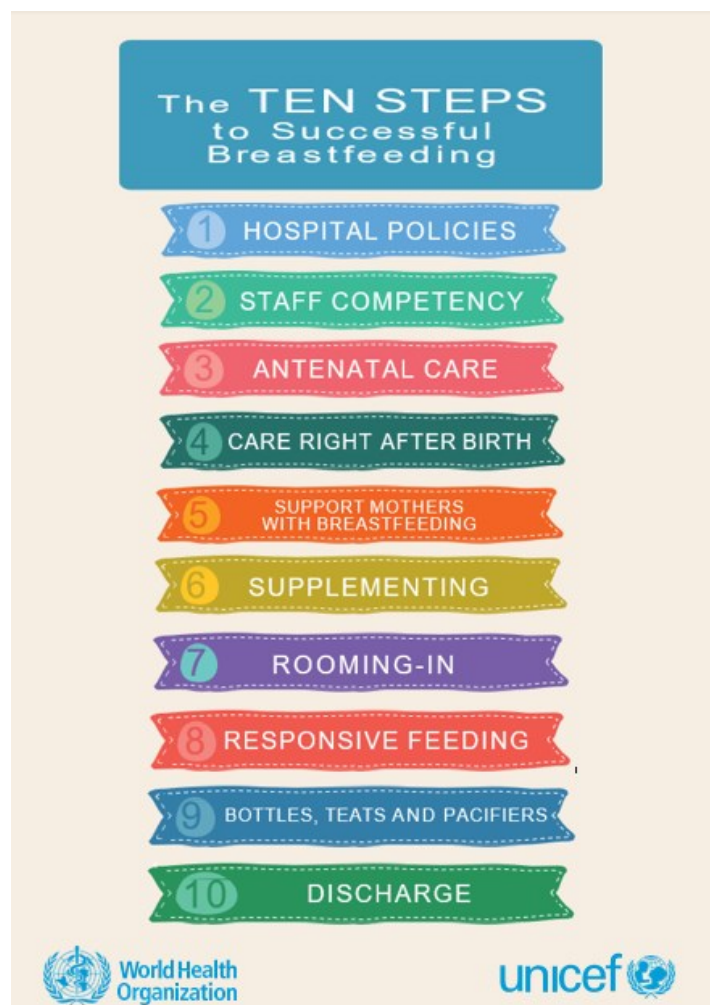 The TEN STEPS
to Successful
Breastfeeding
1 HOSPITAL POLICIES
2 STAFF COMPETENCY
3 ANTENATAL CARE
4 CARE RIGHT AFTER BIRTH
5 SUPPORT MOTHERS
WITH BREASTFEEDING
6 SUPPLEMENTING
7 ROOMING-IN
8 RESPONSIVE FEEDING
9 BOTTLES, TEATS AND PACIFIERS
10 DISCHARGE
World Health
Organization
unicef